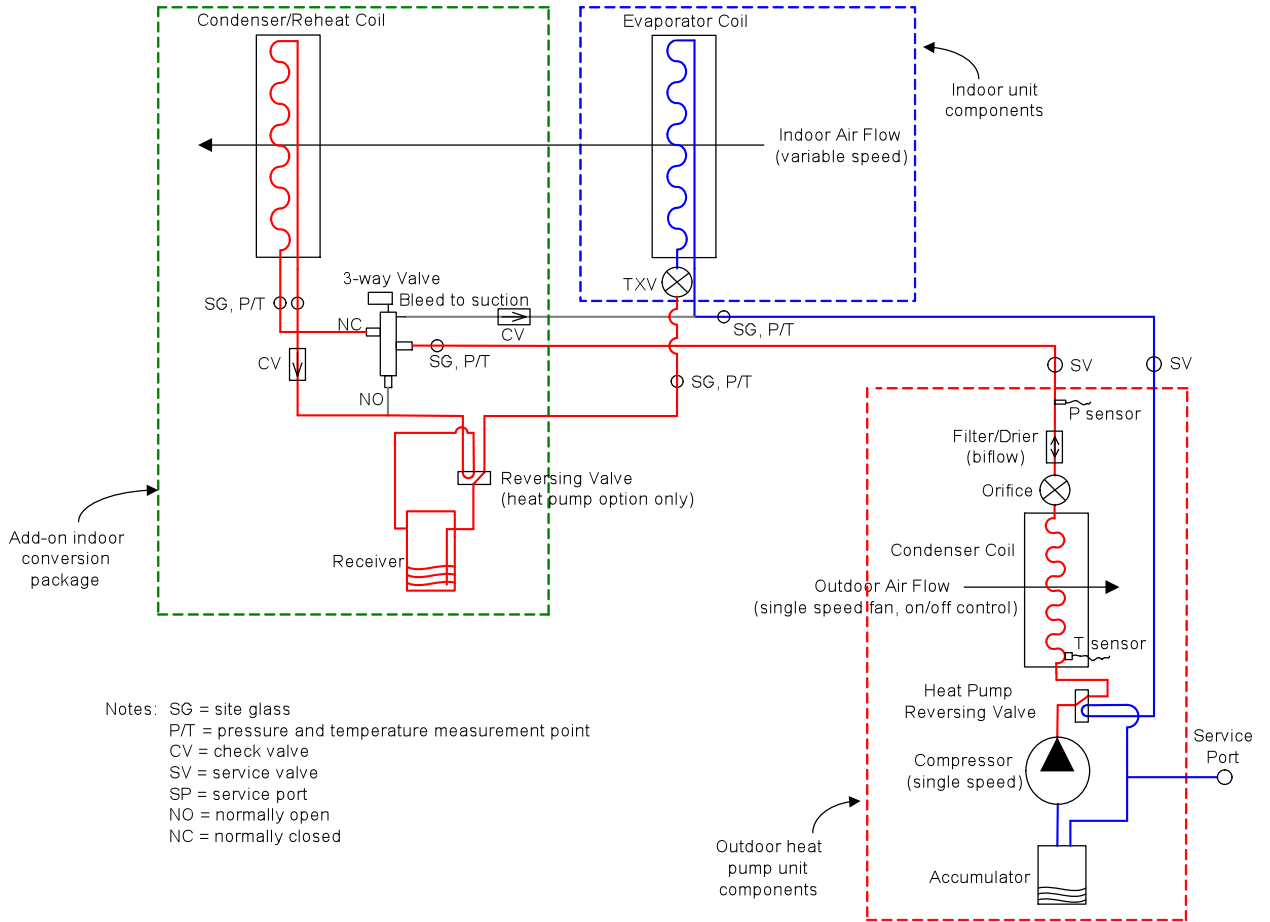 Condenser/Reheat Coil
Evaporator Coil
Indoor unit
components
Indoor Air Flow
(variable speed)
3-way Valve
TXV
SG, P/T
Bleed to suction
NC
CV
SG, P/T
SG, P/T
CV
SV
SV
SG, P/T
NO
P sensor
Filter/Drier
(biflow)
Reversing Valve
(heat pump option only)
Orifice
Add-on indoor
conversion
package
Receiver
Condenser Coil
Outdoor Air Flow
(single speed fan, on/off control)
T sensor
Heat Pump
Reversing Valve
Notes: SG = site glass
P/T = pressure and temperature measurement point
CV = check valve
SV = service valve
SP = service port
NO = normally open
NC = normally closed
Service
Port
Compressor
(single speed)
Outdoor heat
pump unit
components
Accumulator